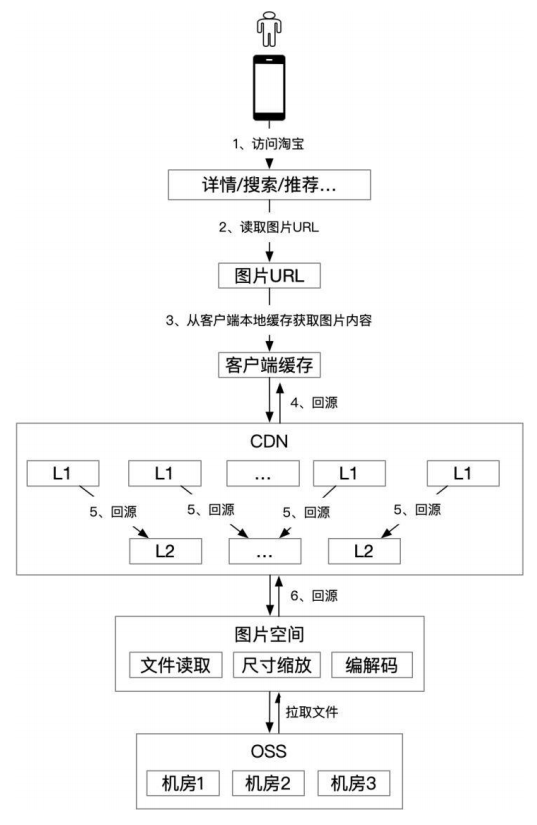 1、访问淘宝
详情/搜索/推荐...
2、读取图片URL
图片URL
3、从客户端本地缓存获取图片内容
客户端缓存
4、回源
CDN
L1 L1 ... L1 L1
5、回源 5、回源 5、回源 5、回源
L2 ... L2
6、回源
图片空间
文件读取 尺寸缩放 编解码
拉取文件
OSS
机房1 机房2 机房3